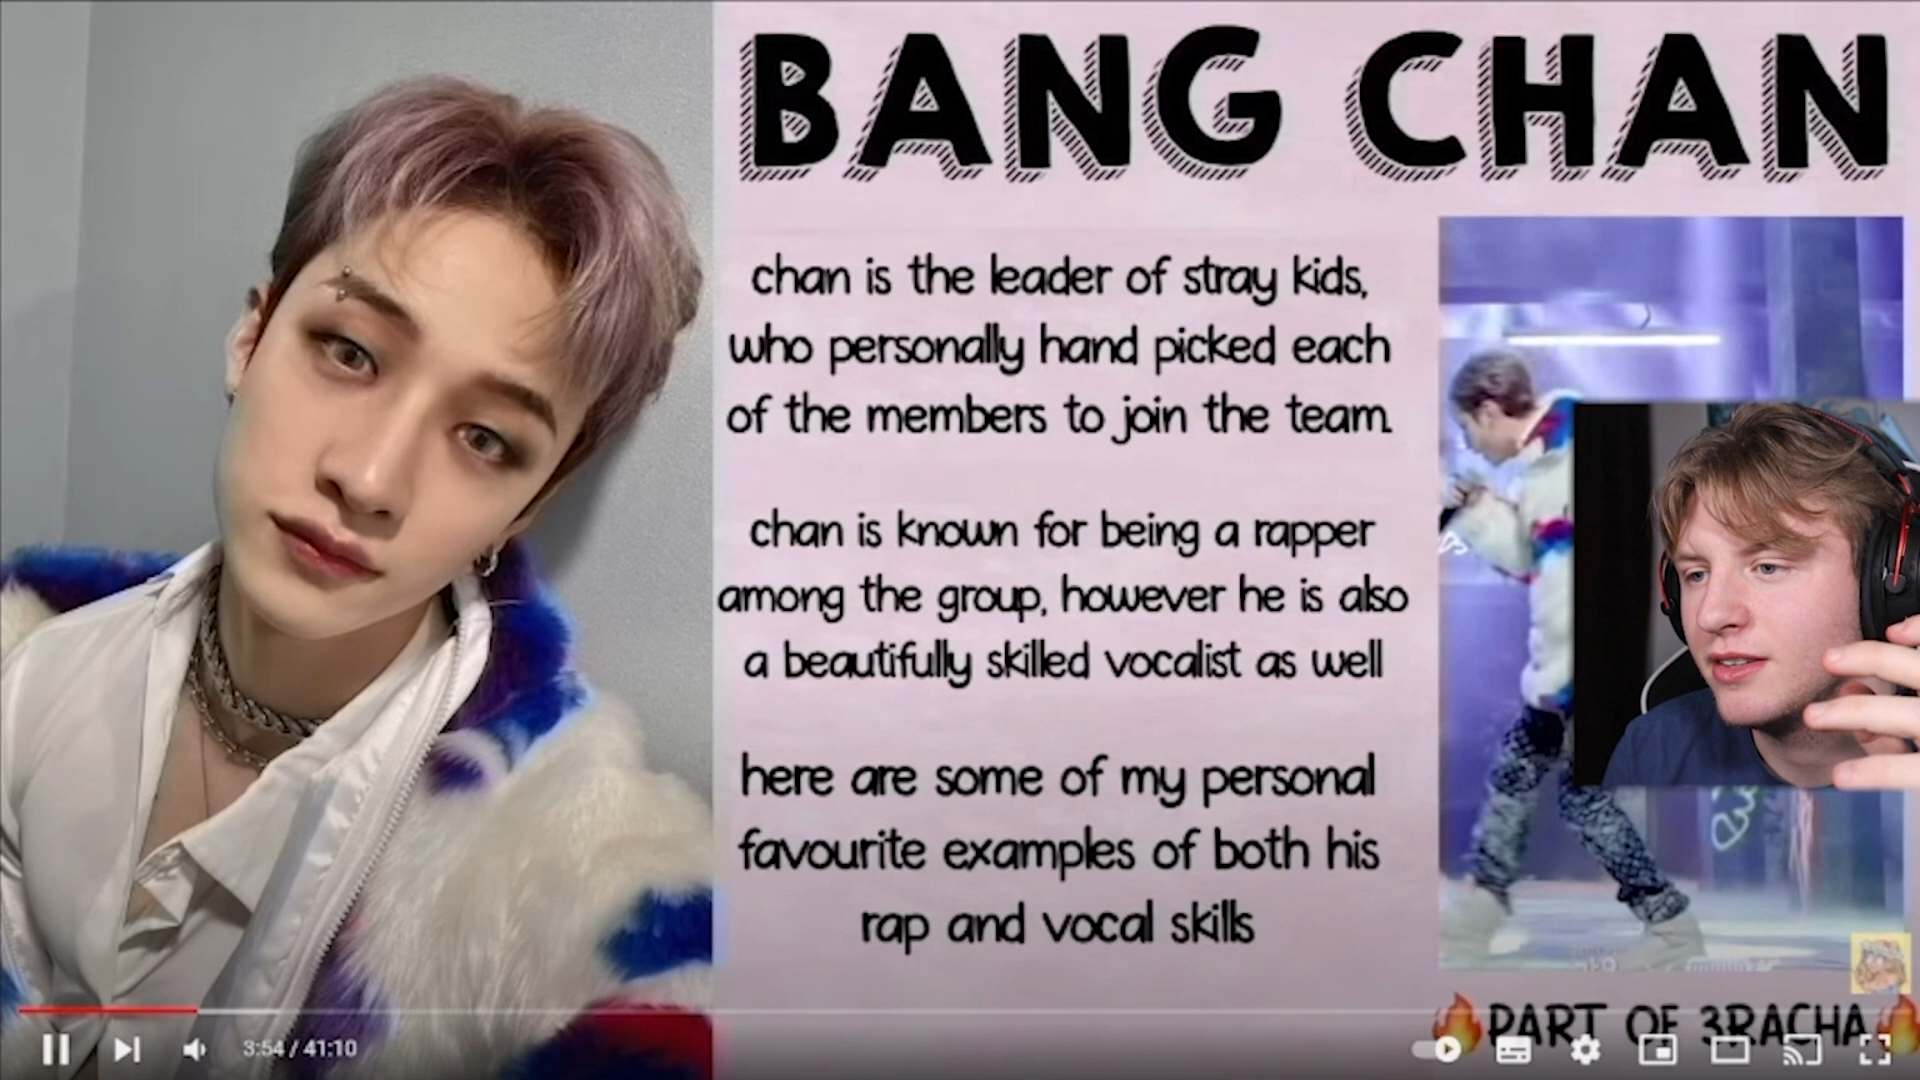 BANG CHAN
chan is the leader of stray kids,
who personally hand picked each
of the members to join the team.
chan is known for being a rapper
among the group, however he is also
a beautifully skilled vocalist as well
here are some of my personal
favourite examples of both his
rap and vocal skills
PART OF 3RACHA
3:54 / 41:10